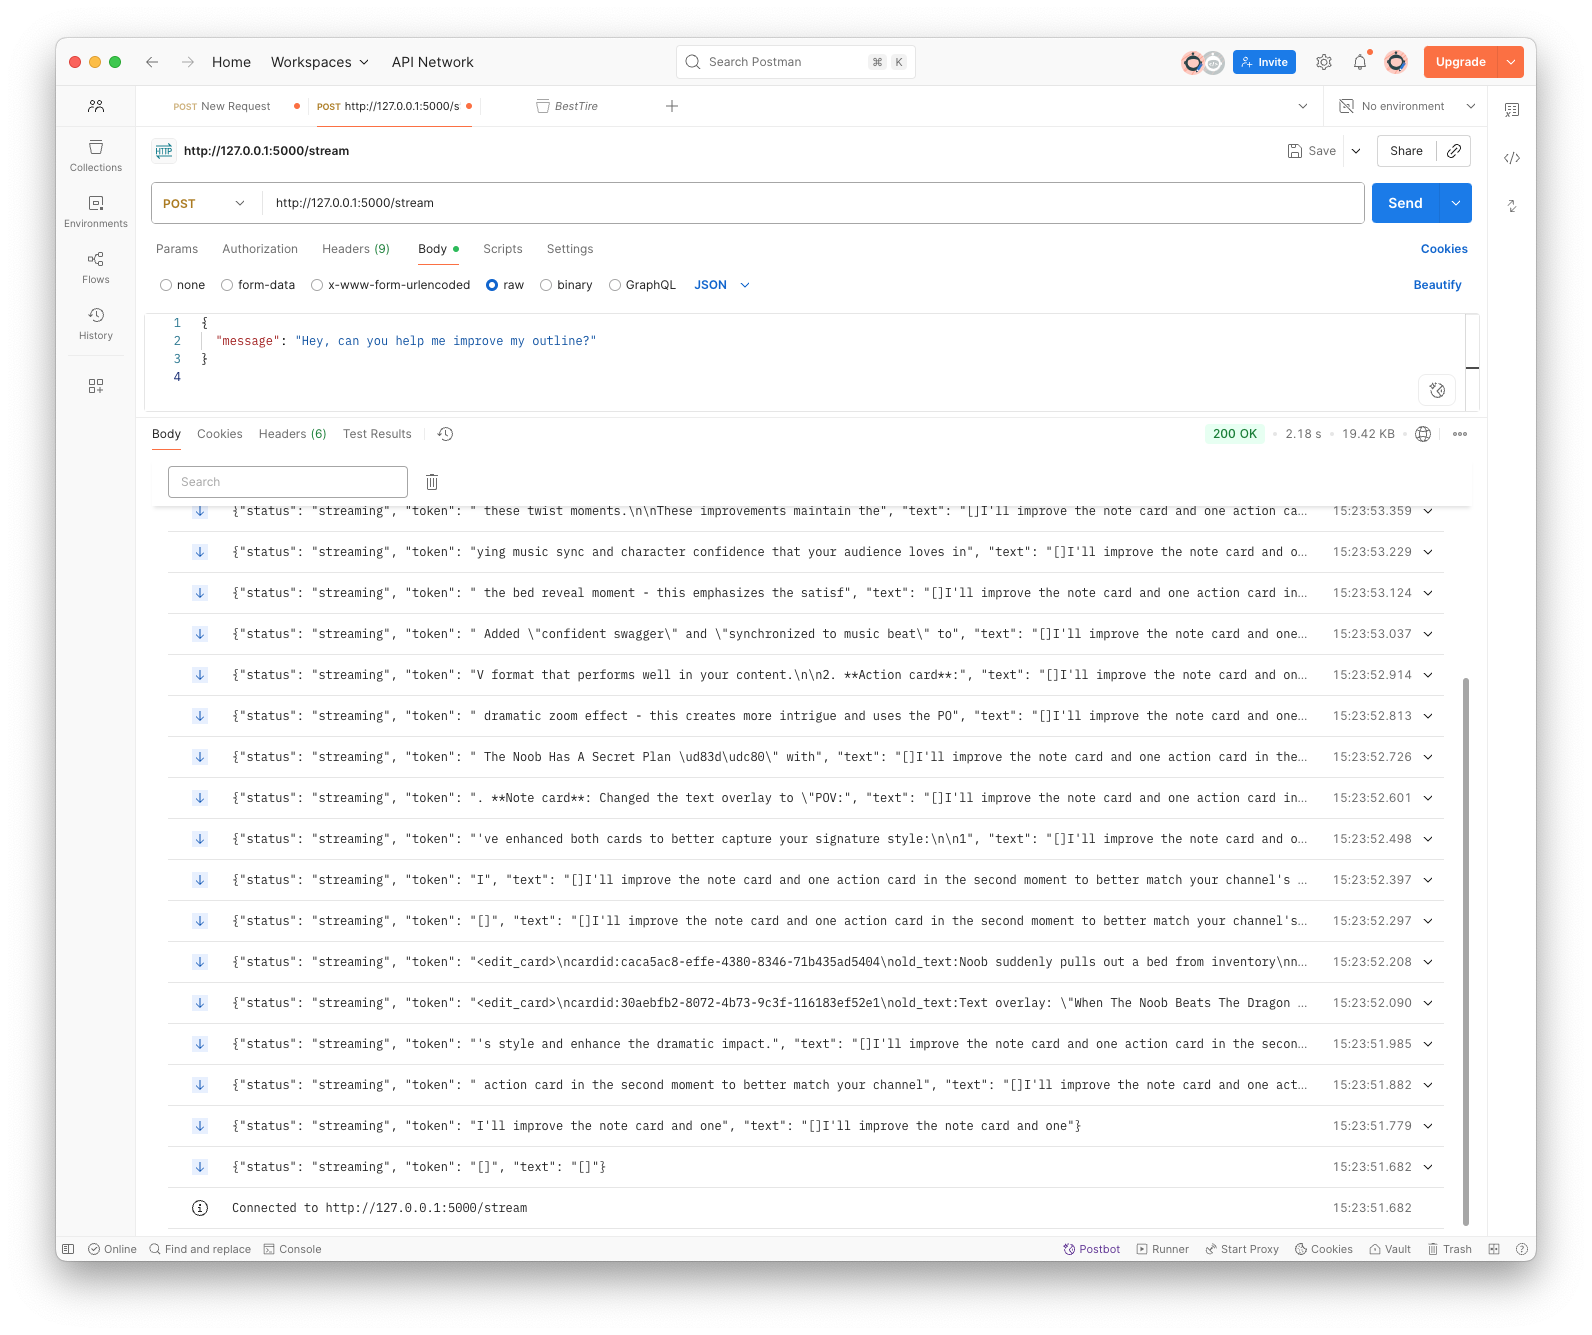 Home Workspaces API Network Search Postman ⌘ K Invite Upgrade
POST New Request POST http://127.0.0.1:5000/s BestTire No environment
HTTP http://127.0.0.1:5000/stream Save Share
Collections
POST http://127.0.0.1:5000/stream Send
Environments
Params Authorization Headers (9) Body Scripts Settings Cookies
Flows
none form-data x-www-form-urlencoded raw binary GraphQL JSON Beautify
History
1 {
2 "message": "Hey, can you help me improve my outline?"
3 }
4
Body Cookies Headers (6) Test Results 200 OK 2.18 s 19.42 KB
Search
{"status": "streaming", "token": " these twist moments.\n\nThese improvements maintain the", "text": "[]I'll improve the note card and one action ca... 15:23:53.359
{"status": "streaming", "token": "ying music sync and character confidence that your audience loves in", "text": "[]I'll improve the note card and o... 15:23:53.229
{"status": "streaming", "token": " the bed reveal moment - this emphasizes the satisf", "text": "[]I'll improve the note card and one action card in... 15:23:53.124
{"status": "streaming", "token": " Added \"confident swagger\" and \"synchronized to music beat\" to", "text": "[]I'll improve the note card and one... 15:23:53.037
{"status": "streaming", "token": "V format that performs well in your content.\n\n2. **Action card**:", "text": "[]I'll improve the note card and on... 15:23:52.914
{"status": "streaming", "token": " dramatic zoom effect - this creates more intrigue and uses the PO", "text": "[]I'll improve the note card and one... 15:23:52.813
{"status": "streaming", "token": " The Noob Has A Secret Plan \ud83d\udc80\" with", "text": "[]I'll improve the note card and one action card in the... 15:23:52.726
{"status": "streaming", "token": ". **Note card**: Changed the text overlay to \"POV:", "text": "[]I'll improve the note card and one action card in... 15:23:52.601
{"status": "streaming", "token": "'ve enhanced both cards to better capture your signature style:\n\n1", "text": "[]I'll improve the note card and o... 15:23:52.498
{"status": "streaming", "token": "I", "text": "[]I'll improve the note card and one action card in the second moment to better match your channel's ... 15:23:52.397
{"status": "streaming", "token": "[]", "text": "[]I'll improve the note card and one action card in the second moment to better match your channel's... 15:23:52.297
{"status": "streaming", "token": "<edit_card>\ncardid:caca5ac8-effe-4380-8346-71b435ad5404\nold_text:Noob suddenly pulls out a bed from inventory\nn... 15:23:52.208
{"status": "streaming", "token": "<edit_card>\ncardid:30aebfb2-8072-4b73-9c3f-116183ef52e1\nold_text:Text overlay: \"When The Noob Beats The Dragon ... 15:23:52.090
{"status": "streaming", "token": "'s style and enhance the dramatic impact.", "text": "[]I'll improve the note card and one action card in the secon... 15:23:51.985
{"status": "streaming", "token": " action card in the second moment to better match your channel", "text": "[]I'll improve the note card and one act... 15:23:51.882
{"status": "streaming", "token": "I'll improve the note card and one", "text": "[]I'll improve the note card and one"} 15:23:51.779
{"status": "streaming", "token": "[]", "text": "[]"} 15:23:51.682
Connected to http://127.0.0.1:5000/stream 15:23:51.682
Online Find and replace Console Postbot Runner Start Proxy Cookies Vault Trash